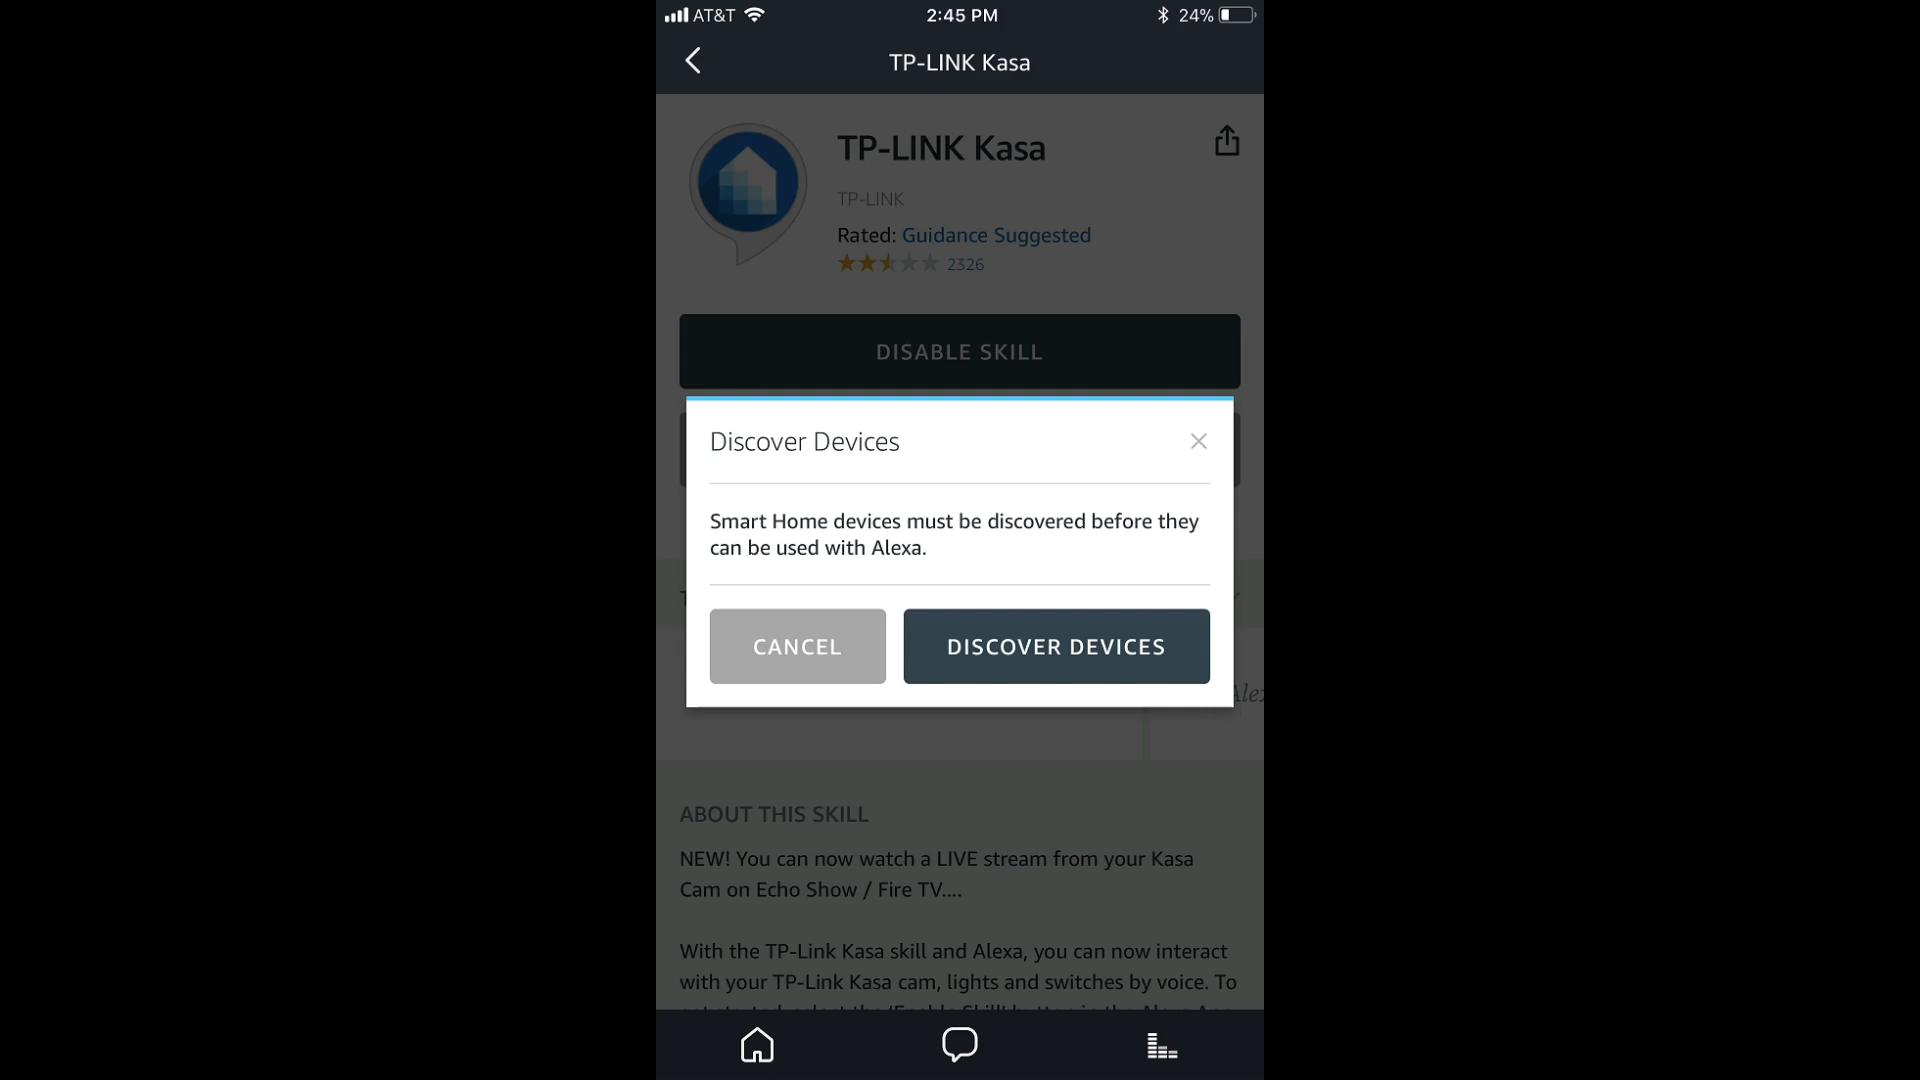 AT&T 2:45 PM 24%
TP-LINK Kasa
TP-LINK Kasa
TP-LINK
Rated: Guidance Suggested
2326
DISABLE SKILL
Discover Devices
Smart Home devices must be discovered before they
can be used with Alexa.
CANCEL DISCOVER DEVICES
ABOUT THIS SKILL
NEW! You can now watch a LIVE stream from your Kasa
Cam on Echo Show / Fire TV....
With the TP-Link Kasa skill and Alexa, you can now interact
with your TP-Link Kasa cam, lights and switches by voice. To